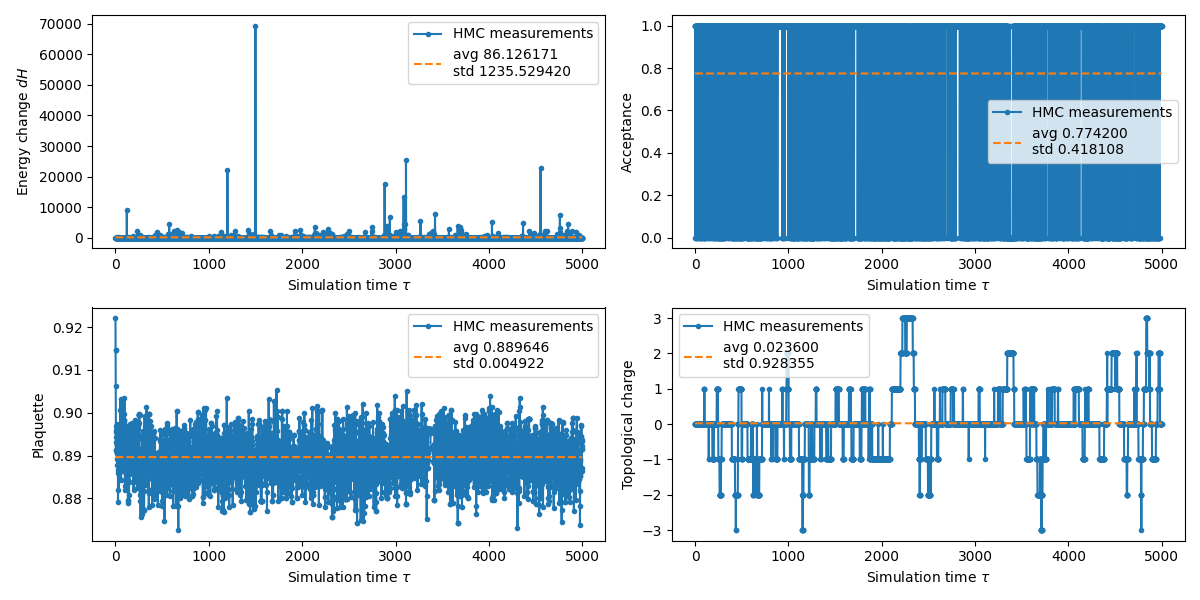 70000
60000
50000
40000
30000
20000
10000
0
Energy change dH
HMC measurements
avg 86.126171
std 1235.529420
0 1000 2000 3000 4000 5000
Simulation time τ
1.0
0.8
0.6
0.4
0.2
0.0
Acceptance
HMC measurements
avg 0.774200
std 0.418108
0 1000 2000 3000 4000 5000
Simulation time τ
0.92
0.91
0.90
0.89
0.88
Plaquette
HMC measurements
avg 0.889646
std 0.004922
0 1000 2000 3000 4000 5000
Simulation time τ
3
2
1
0
−1
−2
−3
Topological charge
HMC measurements
avg 0.023600
std 0.928355
0 1000 2000 3000 4000 5000
Simulation time τ